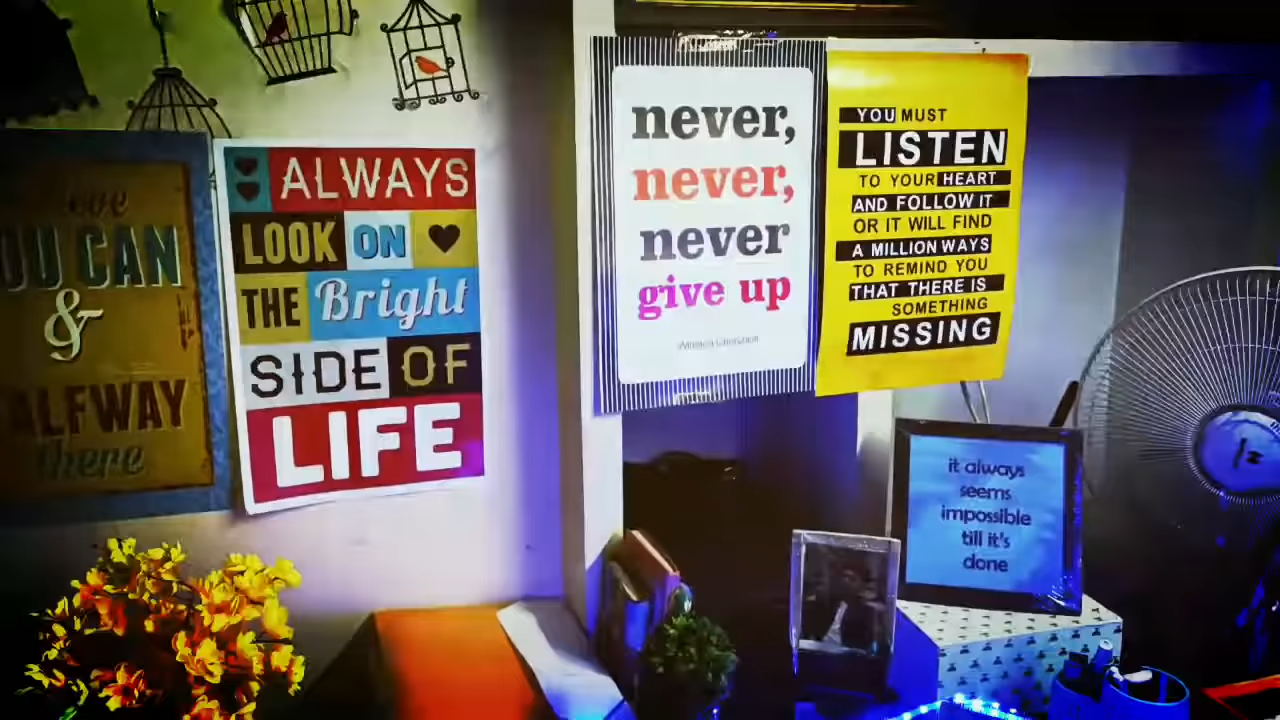 YOU CAN
&
HALFWAY
there
ALWAYS
LOOK ON
THE Bright
SIDE OF
LIFE
never,
never,
never
give up
YOU MUST
LISTEN
TO YOUR HEART
AND FOLLOW IT
OR IT WILL FIND
A MILLION WAYS
TO REMIND YOU
THAT THERE IS
SOMETHING
MISSING
it always
seems
impossible
till it's
done